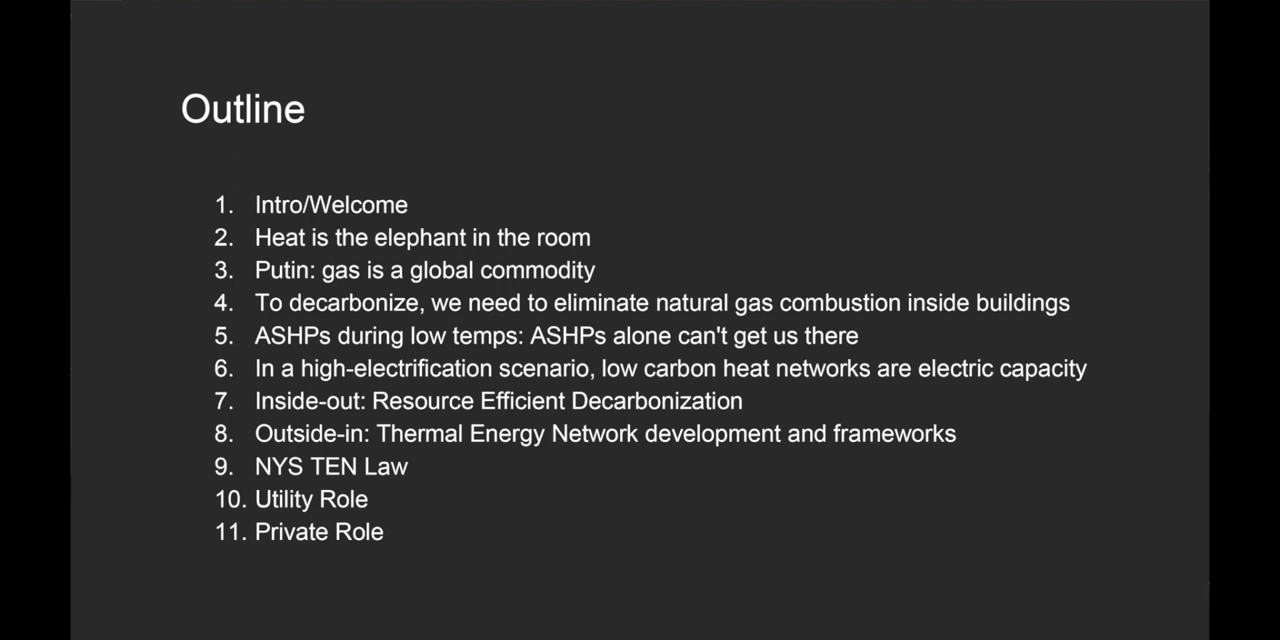 Outline
1. Intro/Welcome
2. Heat is the elephant in the room
3. Putin: gas is a global commodity
4. To decarbonize, we need to eliminate natural gas combustion inside buildings
5. ASHPs during low temps: ASHPs alone can't get us there
6. In a high-electrification scenario, low carbon heat networks are electric capacity
7. Inside-out: Resource Efficient Decarbonization
8. Outside-in: Thermal Energy Network development and frameworks
9. NYS TEN Law
10. Utility Role
11. Private Role